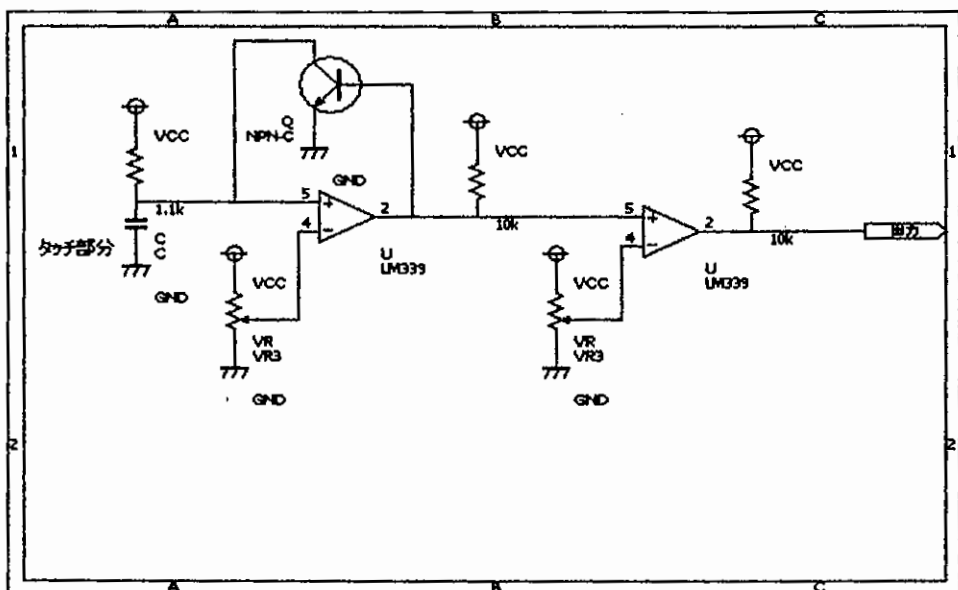 A
B
C
1
VCC
Q
NPN-C
VCC
VCC
1
GND
5
4
2
1.1k
10k
5
4
2
10k
出力
タッチ部分
C
C
GND
U
LM339
U
LM339
VCC
VCC
VR
VR3
VR
VR3
GND
GND
2
2
A
B
C